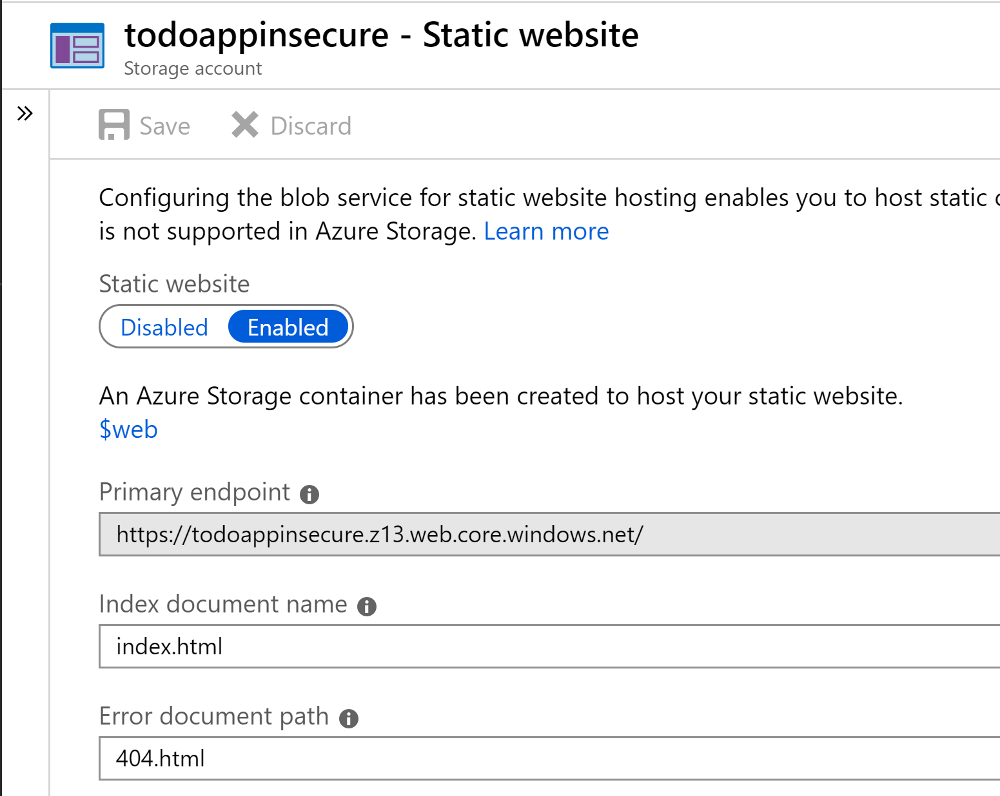 todoappinsecure - Static website
Storage account
Save
Discard
Configuring the blob service for static website hosting enables you to host static
is not supported in Azure Storage. Learn more
Static website
Disabled
Enabled
An Azure Storage container has been created to host your static website.
$web
Primary endpoint
https://todoappinsecure.z13.web.core.windows.net/
Index document name
index.html
Error document path
404.html